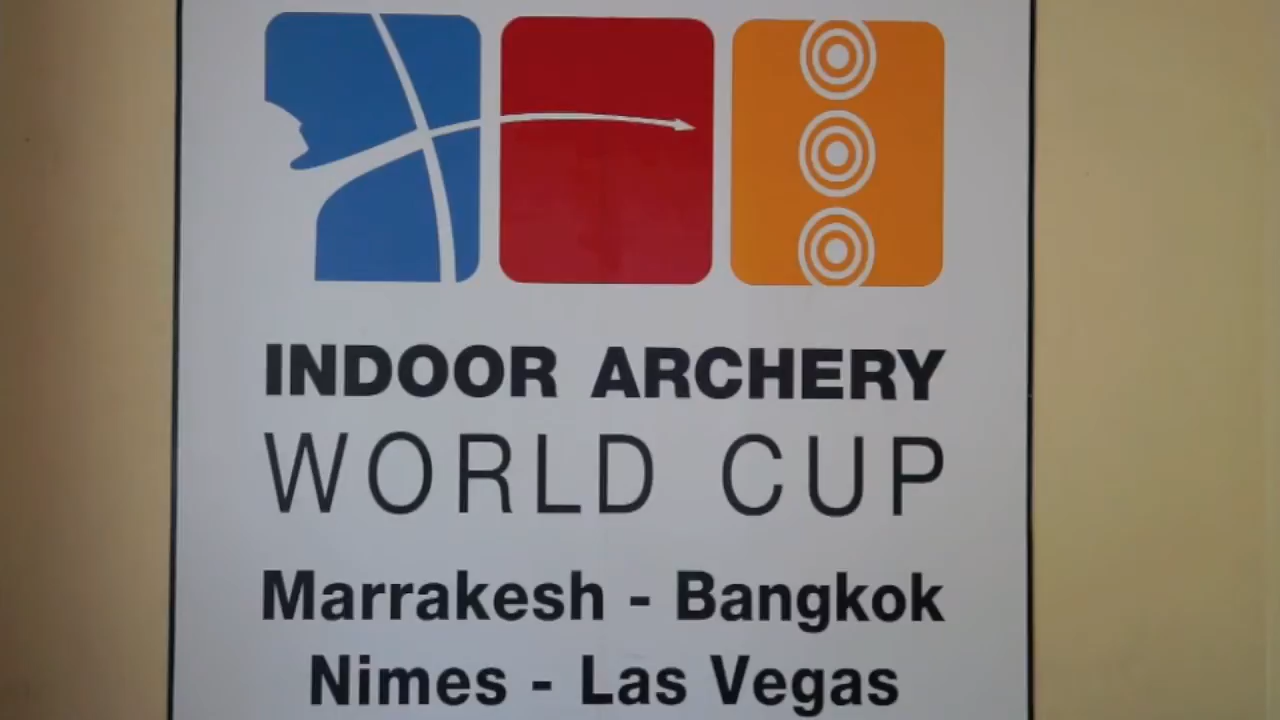 INDOOR ARCHERY
WORLD CUP
Marrakesh - Bangkok
Nimes - Las Vegas